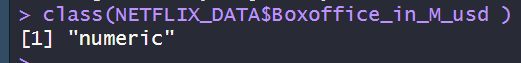 > class(NETFLIX_DATA$Boxoffice_in_M_usd )
[1] "numeric"
>